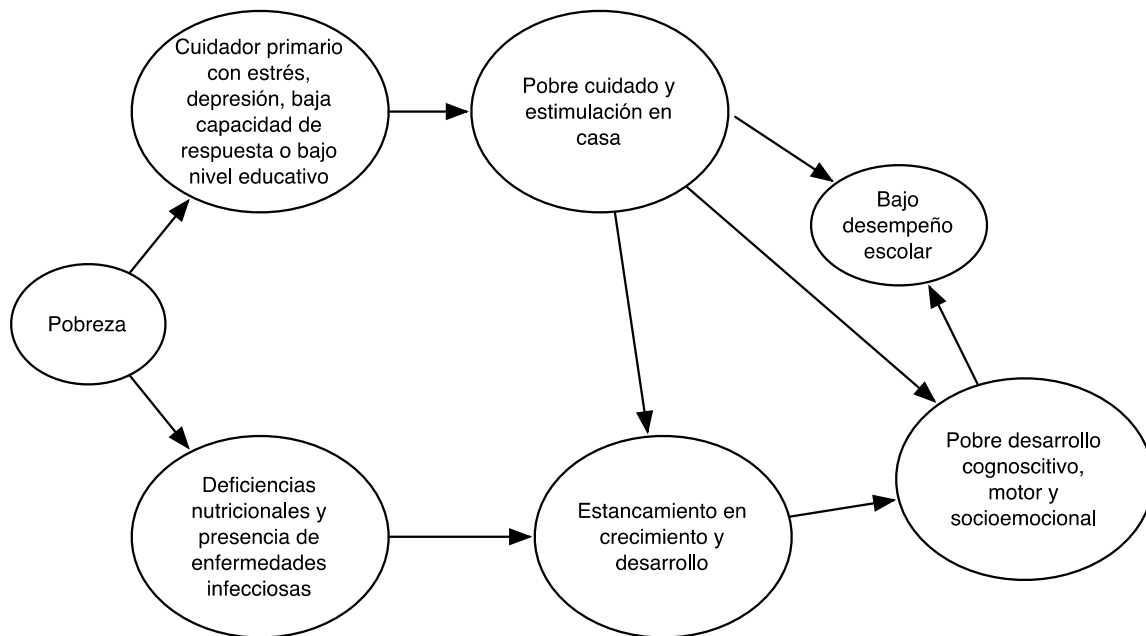 Cuidador primario
con estrés,
depresión, baja
capacidad de
respuesta o bajo
nivel educativo
Pobre cuidado y
estimulación en
casa
Bajo
desempeño
escolar
Pobreza
Deficiencias
nutricionales y
presencia de
enfermedades
infecciosas
Estancamiento en
crecimiento y
desarrollo
Pobre desarrollo
cognoscitivo,
motor y
socioemocional